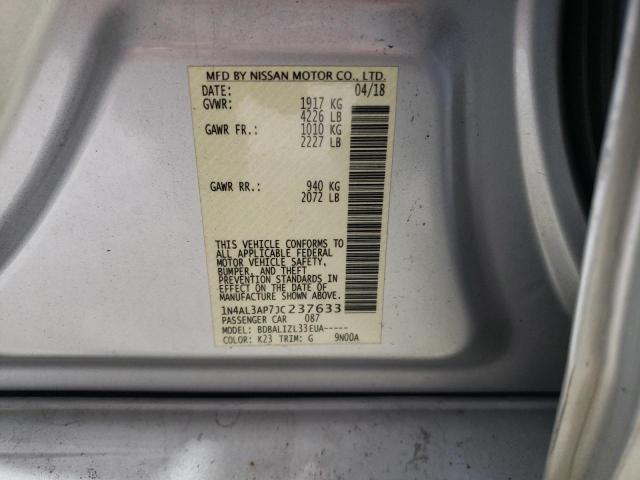 MFD BY NISSAN MOTOR CO., LTD.
DATE: 04/18
GVWR: 1917 KG
4226 LB
GAWR FR.: 1010 KG
2227 LB
GAWR RR.: 940 KG
2072 LB
THIS VEHICLE CONFORMS TO
ALL APPLICABLE FEDERAL
MOTOR VEHICLE SAFETY,
BUMPER, AND THEFT
PREVENTION STANDARDS IN
EFFECT ON THE DATE OF
MANUFACTURE SHOWN ABOVE.
1N4AL3AP7JC237633
PASSENGER CAR 087
MODEL: BDBALIZL33EUA-----
COLOR: K23 TRIM: G 9N00A